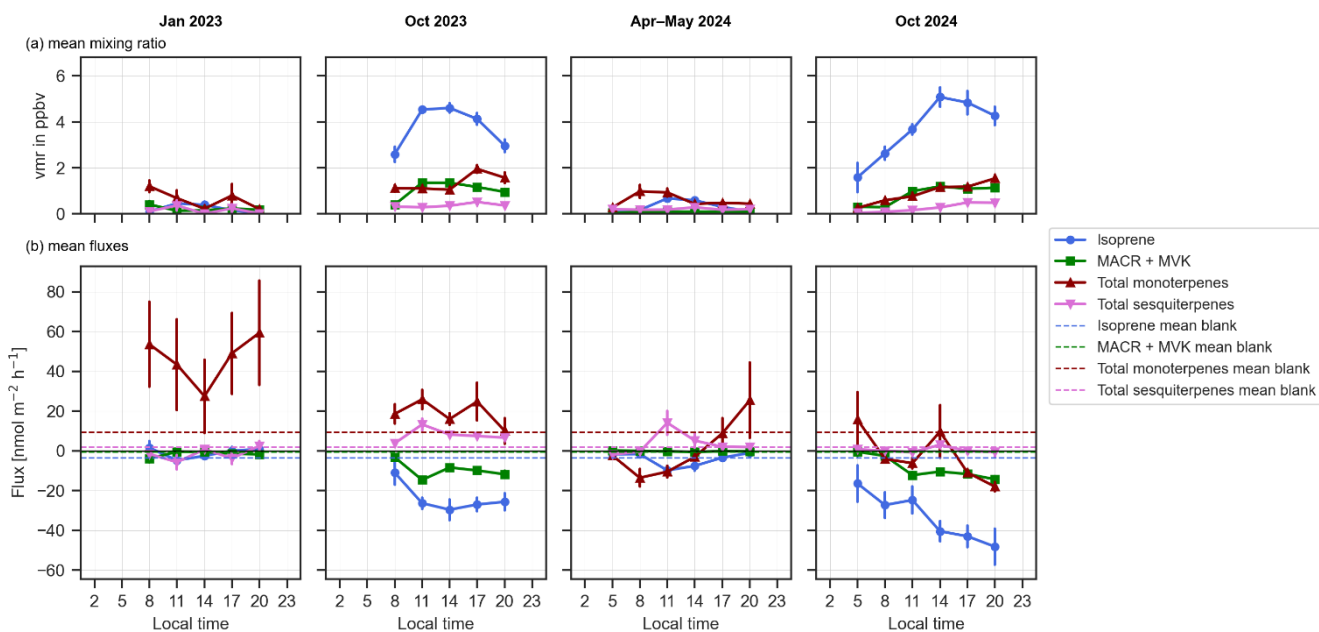 Jan 2023 Oct 2023 Apr–May 2024 Oct 2024
(a) mean mixing ratio
vmr in ppbv
6
4
2
0
(b) mean fluxes
Flux [nmol m⁻² h⁻¹]
80
60
40
20
0
−20
−40
−60
2 5 8 11 14 17 20 23 2 5 8 11 14 17 20 23 2 5 8 11 14 17 20 23 2 5 8 11 14 17 20 23
Local time Local time Local time Local time
Isoprene
MACR + MVK
Total monoterpenes
Total sesquiterpenes
Isoprene mean blank
MACR + MVK mean blank
Total monoterpenes mean blank
Total sesquiterpenes mean blank